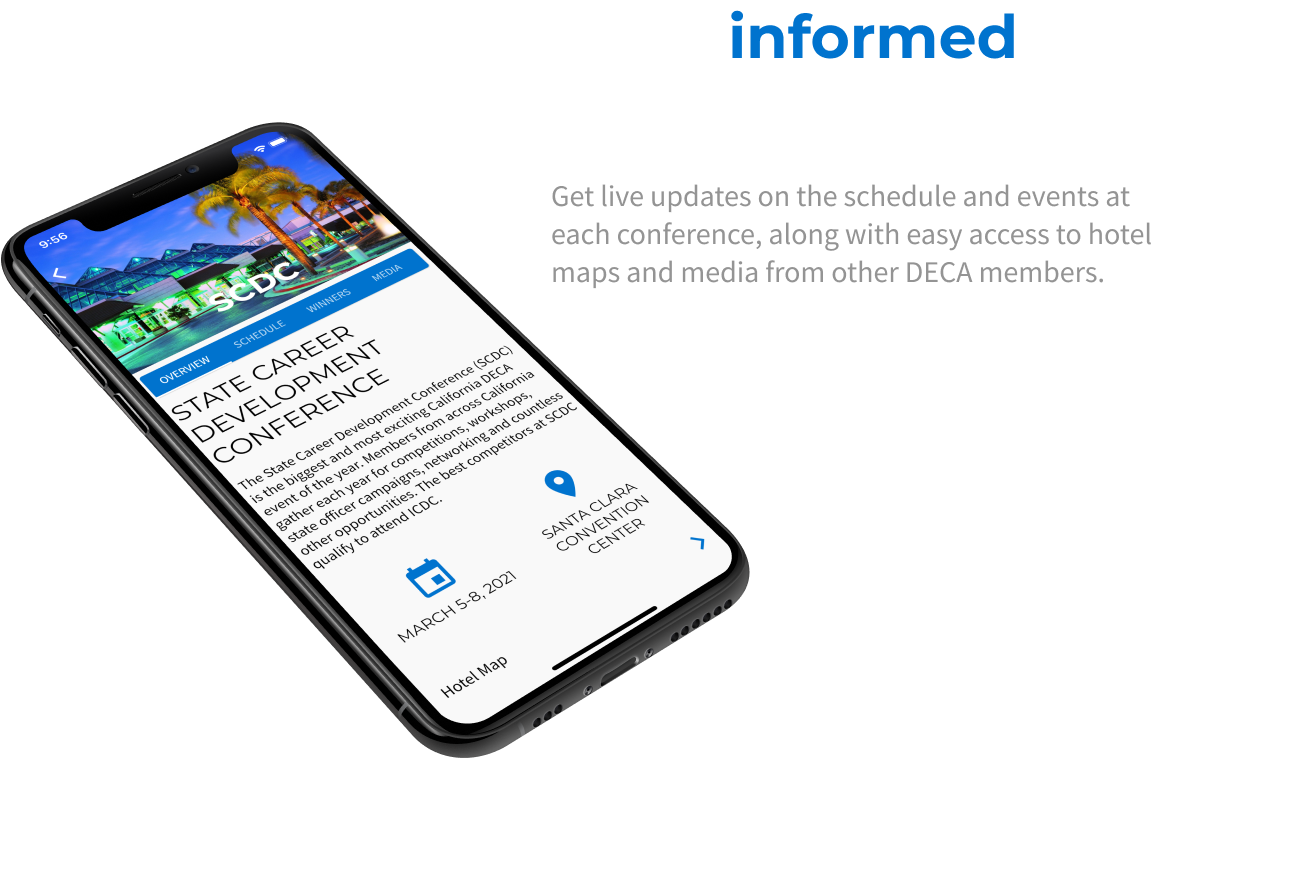 informed
Get live updates on the schedule and events at
each conference, along with easy access to hotel
maps and media from other DECA members.
9:56
SCDC
OVERVIEW SCHEDULE WINNERS MEDIA
STATE CAREER
DEVELOPMENT
CONFERENCE
The State Career Development Conference (SCDC)
is the biggest and most exciting California DECA
event of the year. Members from across California
gather each year for competitions, workshops,
state officer campaigns, networking and countless
other opportunities. The best competitors at SCDC
qualify to attend ICDC.
MARCH 5-8, 2021
SANTA CLARA
CONVENTION
CENTER
Hotel Map